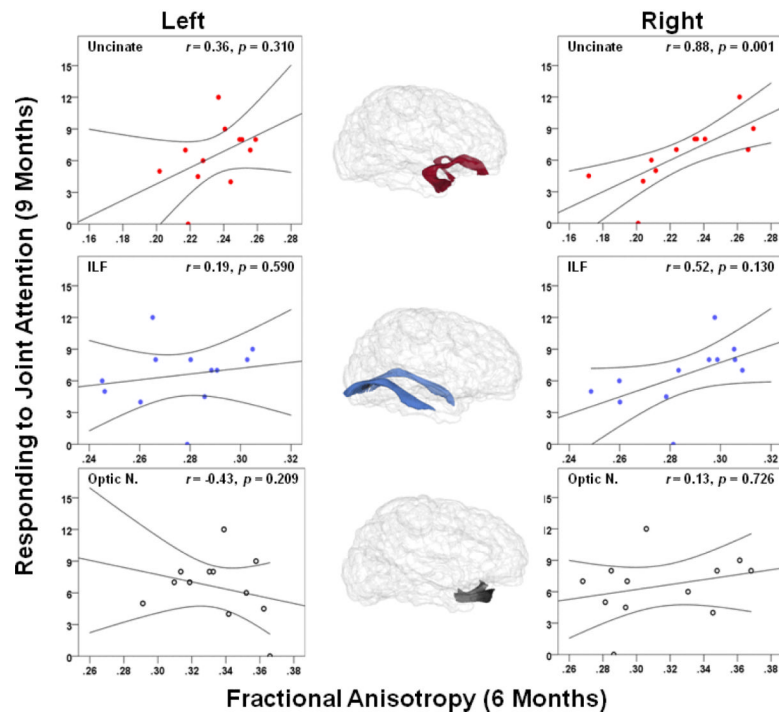 Left
Right
Responding to Joint Attention (9 Months)
Uncinate
r = 0.36, p = 0.310
15
12
9
6
3
0
.16 .18 .20 .22 .24 .26 .28
Uncinate
r = 0.88, p = 0.001
15
12
9
6
3
0
.16 .18 .20 .22 .24 .26 .28
ILF
r = 0.19, p = 0.590
15
12
9
6
3
0
.24 .26 .28 .30 .32
ILF
r = 0.52, p = 0.130
15
12
9
6
3
0
.24 .26 .28 .30 .32
Optic N.
r = -0.43, p = 0.209
15
12
9
6
3
0
.26 .28 .30 .32 .34 .36 .38
Optic N.
r = 0.13, p = 0.726
15
12
9
6
3
0
.26 .28 .30 .32 .34 .36 .38
Fractional Anisotropy (6 Months)